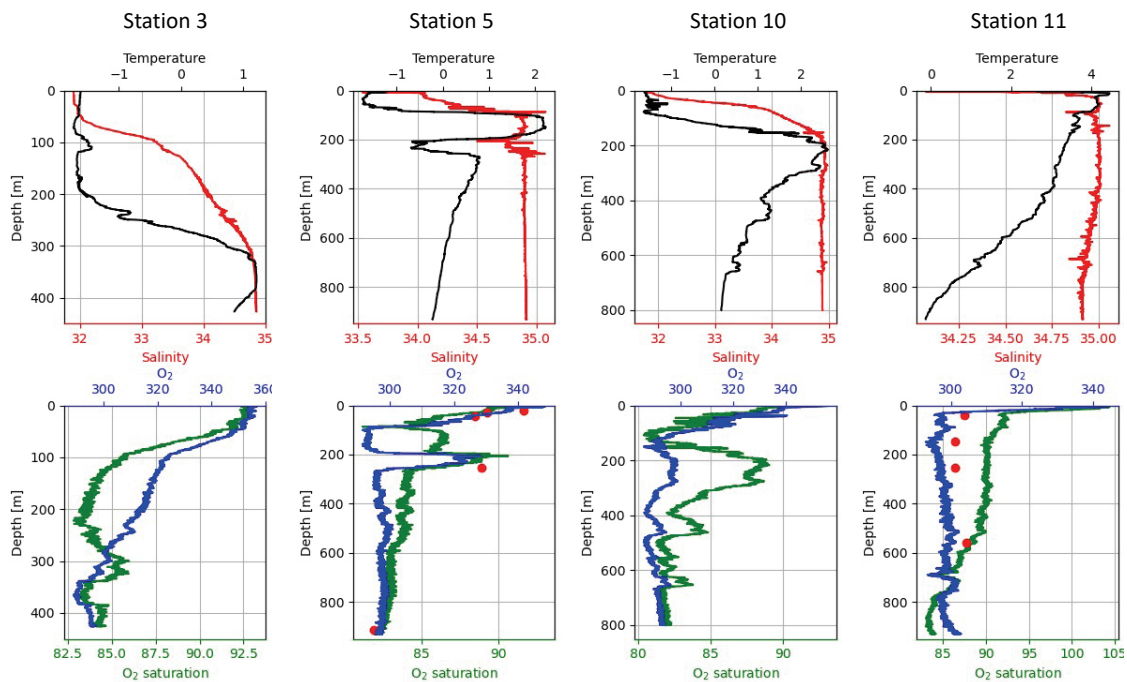 Station 3 Station 5 Station 10 Station 11
Temperature Temperature Temperature Temperature
−1 0 1 −1 0 1 2 −1 0 1 2 0 2 4
0 0 0 0
100 200 200 200
200 400 400 400
300 600 600 600
400 800 800 800
Depth [m] Depth [m] Depth [m] Depth [m]
32 33 34 35 33.5 34.0 34.5 35.0 32 33 34 35 34.25 34.50 34.75 35.00
Salinity Salinity Salinity Salinity
O2 O2 O2 O2
300 320 340 360 300 320 340 300 320 340 300 320 340
0 0 0 0
100 200 200 200
200 400 400 400
300 600 600 600
400 800 800 800
Depth [m] Depth [m] Depth [m] Depth [m]
82.5 85.0 87.5 90.0 92.5 85 90 80 85 90 85 90 95 100 105
O2 saturation O2 saturation O2 saturation O2 saturation